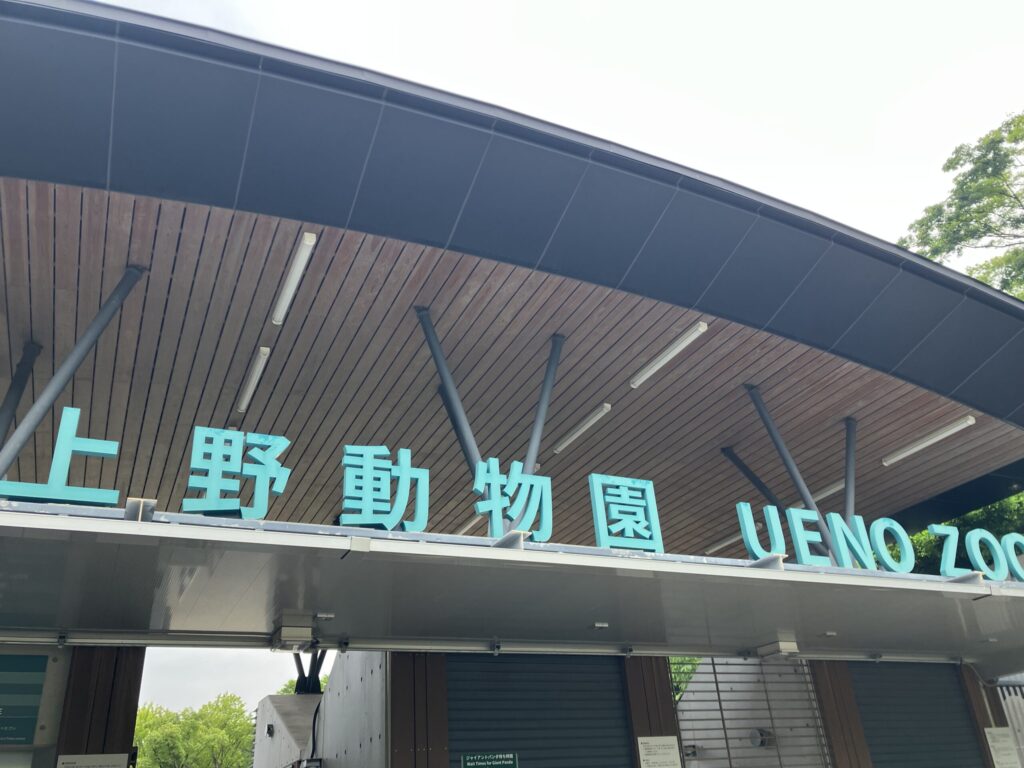 上野動物園 UENO ZOO
ジャイアントパンダ待ち時間
Wait Times for Giant Panda